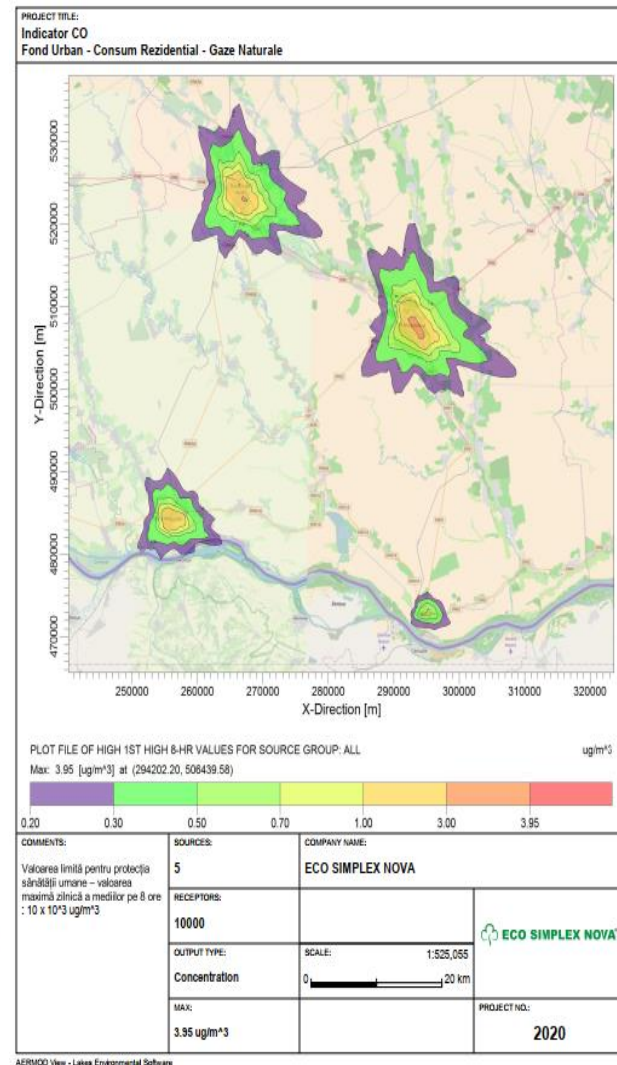 PROJECT TITLE:
Indicator CO
Fond Urban - Consum Rezidential - Gaze Naturale
Y-Direction [m]
530000
520000
510000
500000
490000
480000
470000
250000 260000 270000 280000 290000 300000 310000 320000
X-Direction [m]
PLOT FILE OF HIGH 1ST HIGH 8-HR VALUES FOR SOURCE GROUP: ALL ug/m^3
Max: 3.95 [ug/m^3] at (294202.20, 506439.58)
0.20 0.30 0.50 0.70 1.00 3.00 3.95
COMMENTS:
Valoarea limită pentru protecția
sănătății umane – valoarea
maximă zilnică a mediilor pe 8 ore
: 10 x 10^3 ug/m^3
SOURCES:
5
COMPANY NAME:
ECO SIMPLEX NOVA
RECEPTORS:
10000
OUTPUT TYPE:
Concentration
SCALE: 1:525,055
0 20 km
ECO SIMPLEX NOVA
MAX:
3.95 ug/m^3
PROJECT NO.:
2020
AERMOD View - Lakes Environmental Software